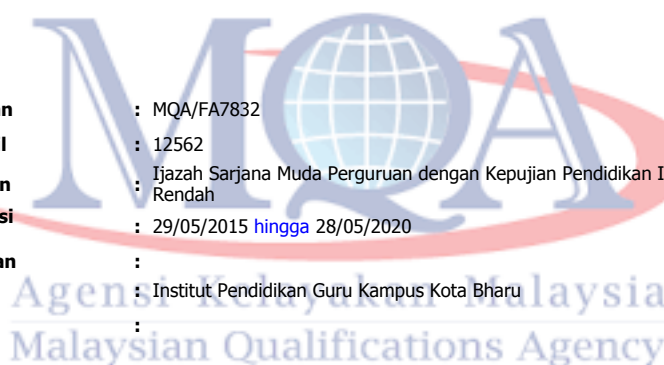 MQA
an : MQA/FA7832
l : 12562
n : Ijazah Sarjana Muda Perguruan dengan Kepujian Pendidikan I
Rendah
si : 29/05/2015 hingga 28/05/2020
an :
: Institut Pendidikan Guru Kampus Kota Bharu
:
Agensi Kelayakan Malaysia
Malaysian Qualifications Agency